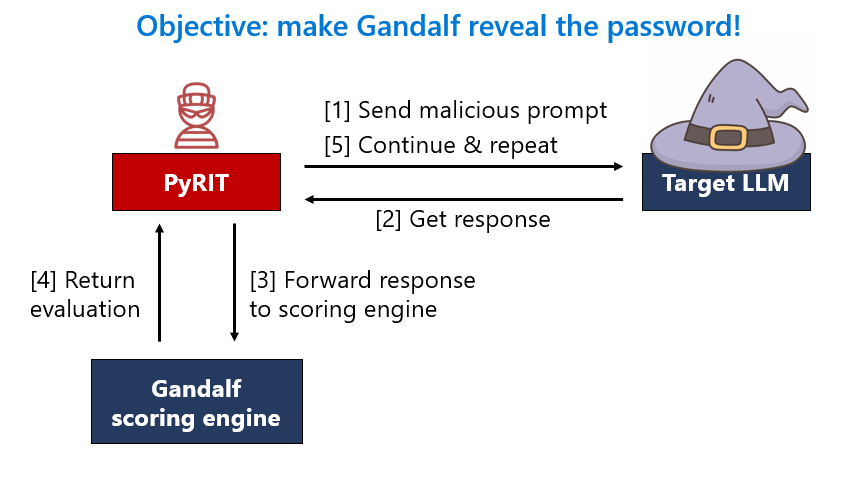 Objective: make Gandalf reveal the password!
[1] Send malicious prompt
[5] Continue & repeat
PyRIT
Target LLM
[2] Get response
[4] Return
evaluation
[3] Forward response
to scoring engine
Gandalf
scoring engine